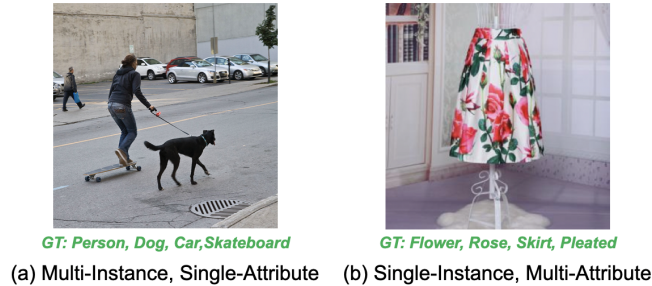 GT: Person, Dog, Car,Skateboard
(a) Multi-Instance, Single-Attribute
GT: Flower, Rose, Skirt, Pleated
(b) Single-Instance, Multi-Attribute